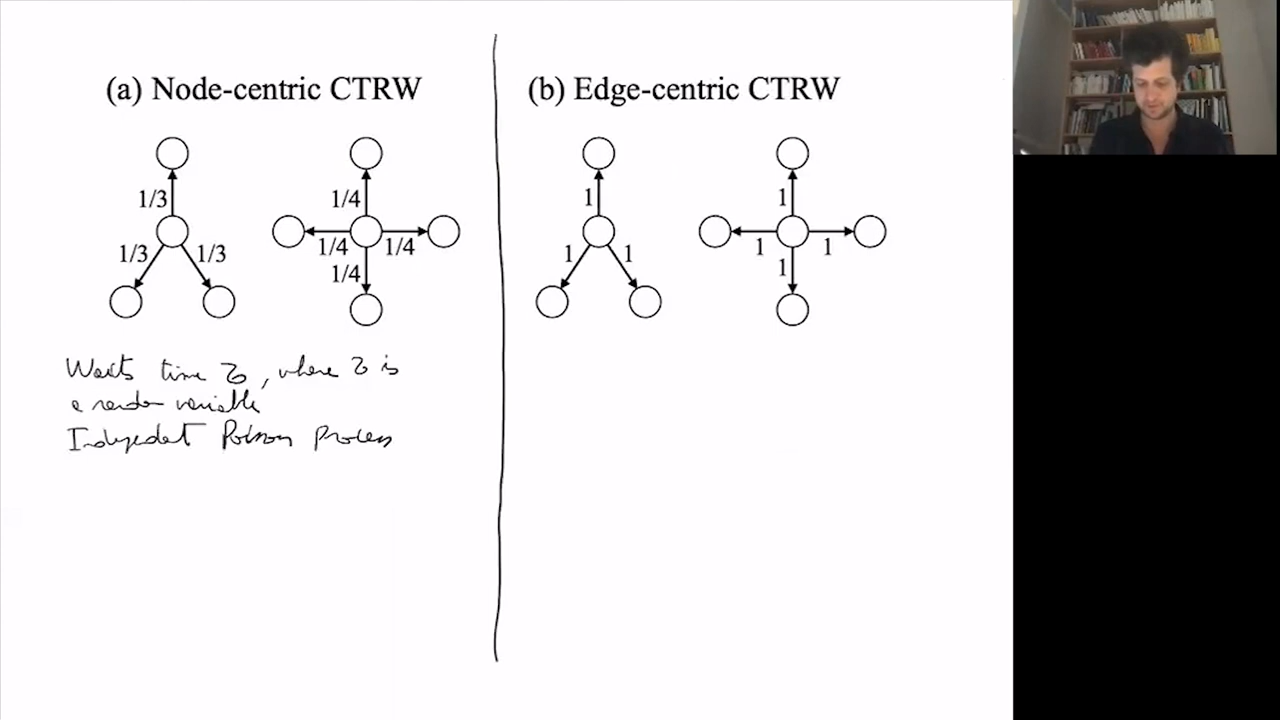 (a) Node-centric CTRW
1/3
1/3 1/3
1/4
1/4 1/4
1/4
Waits time τ, where τ is
a random variable
Independent Poisson Process
(b) Edge-centric CTRW
1
1 1
1
1 1
1